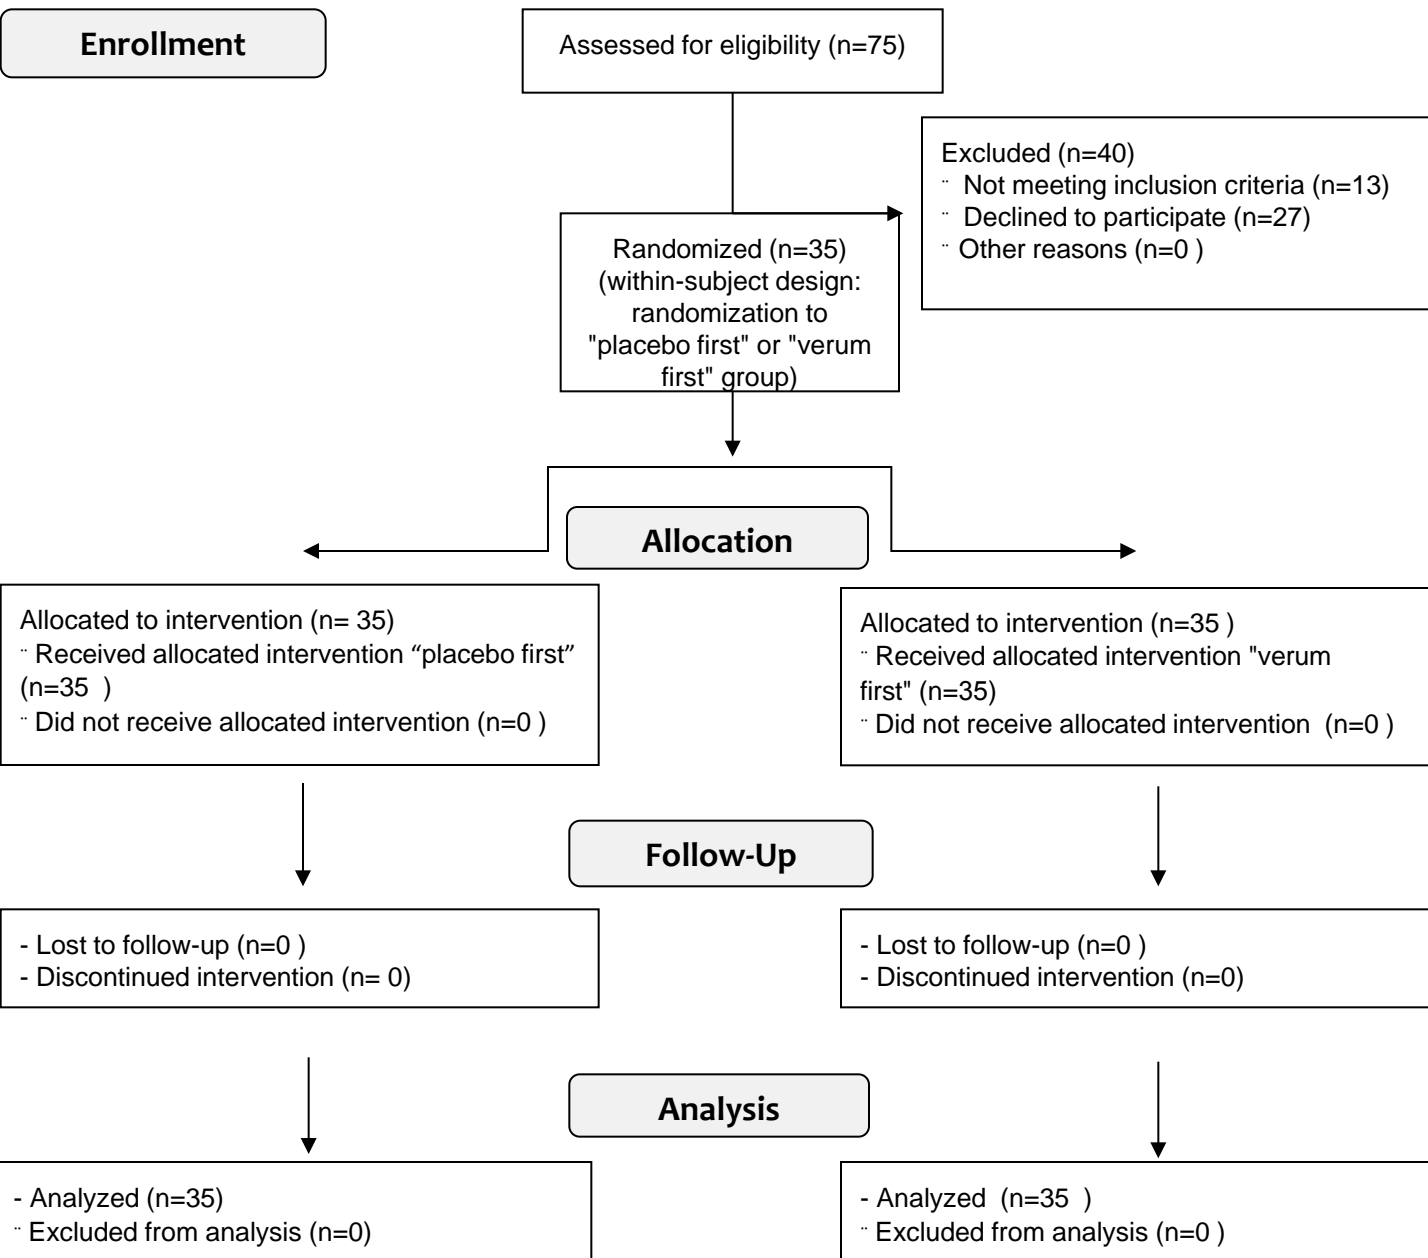 Enrollment
Assessed for eligibility (n=75)
Excluded (n=40)
¨ Not meeting inclusion criteria (n=13)
¨ Declined to participate (n=27)
¨ Other reasons (n=0 )
Randomized (n=35)
(within-subject design:
randomization to
"placebo first" or "verum
first" group)
Allocation
Allocated to intervention (n= 35)
¨ Received allocated intervention “placebo first”
(n=35 )
¨ Did not receive allocated intervention (n=0 )
Allocated to intervention (n=35 )
¨ Received allocated intervention "verum
first" (n=35)
¨ Did not receive allocated intervention (n=0 )
Follow-Up
- Lost to follow-up (n=0 )
- Discontinued intervention (n= 0)
- Lost to follow-up (n=0 )
- Discontinued intervention (n=0)
Analysis
- Analyzed (n=35)
¨ Excluded from analysis (n=0)
- Analyzed (n=35 )
¨ Excluded from analysis (n=0 )